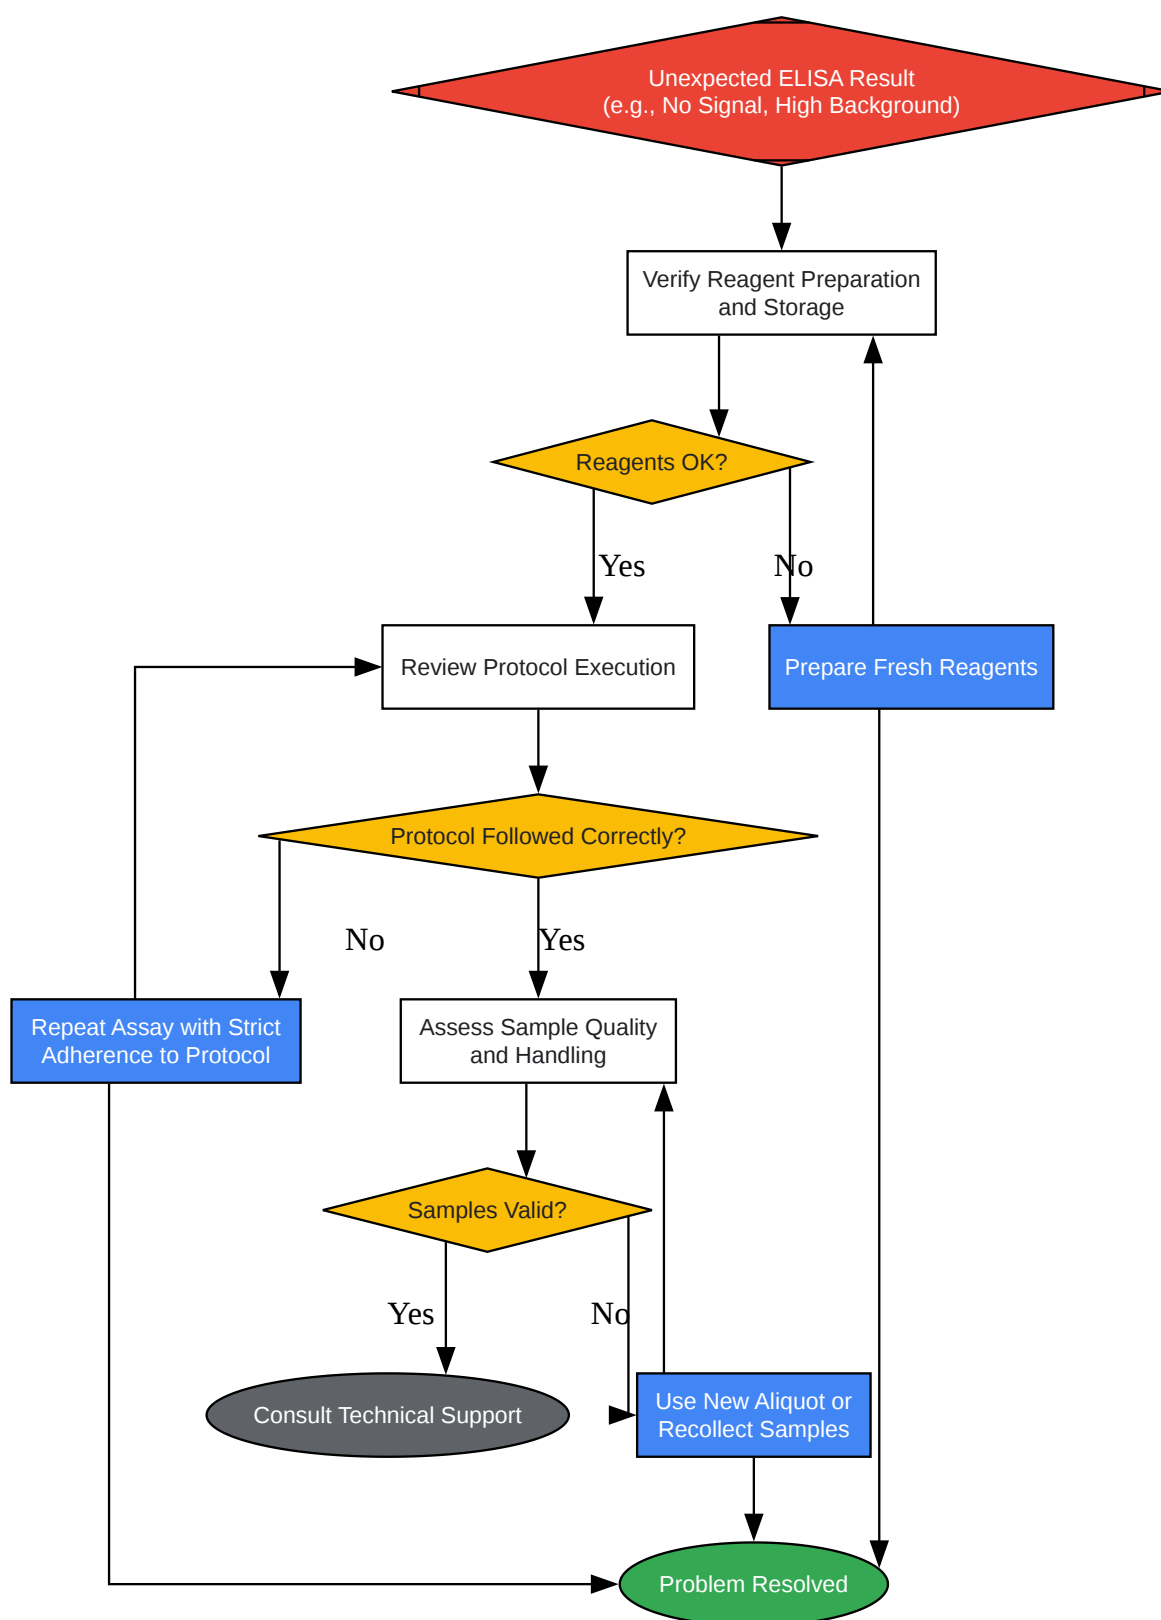 Unexpected ELISA Result
(e.g., No Signal, High Background)
Verify Reagent Preparation
and Storage
Reagents OK?
Yes
No
Review Protocol Execution
Prepare Fresh Reagents
Protocol Followed Correctly?
No
Yes
Repeat Assay with Strict
Adherence to Protocol
Assess Sample Quality
and Handling
Samples Valid?
Yes
No
Consult Technical Support
Use New Aliquot or
Recollect Samples
Problem Resolved